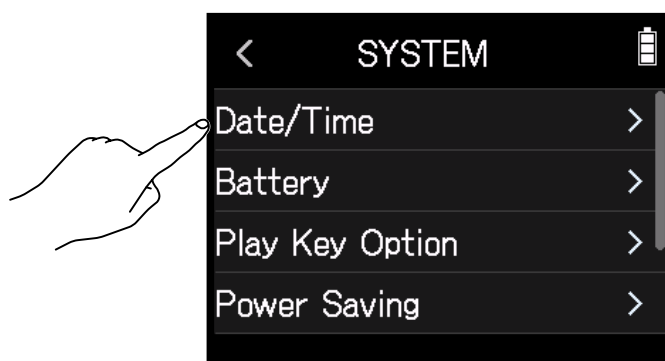 SYSTEM
Date/Time
Battery
Play Key Option
Power Saving